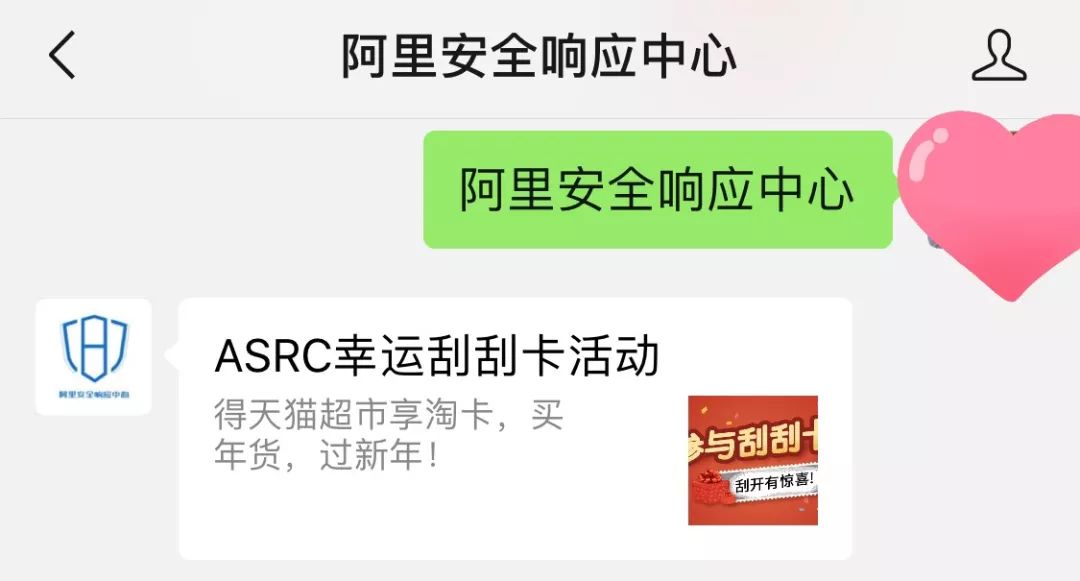 阿里安全响应中心
阿里安全响应中心
ASRC幸运刮刮卡活动
得天猫超市享淘卡，买
年货，过新年！
参与刮刮卡
刮开有惊喜!
阿里安全响应中心